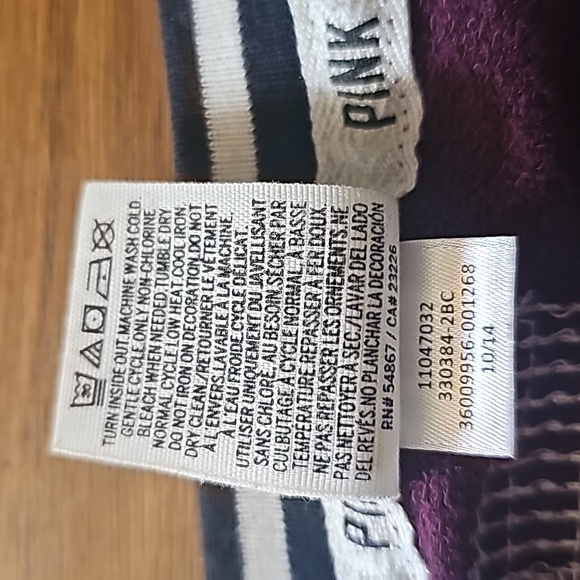 PINK
TURN INSIDE OUT. MACHINE WASH COLD.
GENTLE CYCLE. ONLY NON-CHLORINE
BLEACH WHEN NEEDED. TUMBLE DRY
NORMAL CYCLE LOW HEAT. COOL IRON.
DO NOT IRON ON DECORATION. DO NOT
DRY CLEAN./RETOURNER LE VÊTEMENT
À L'ENVERS. LAVABLE À LA MACHINE
À L'EAU FROIDE. CYCLE DÉLICAT.
UTILISER UNIQUEMENT DU JAVELLISANT
SANS CHLORE, AU BESOIN. SÉCHER PAR
CULBUTAGE À CYCLE NORMAL, À BASSE
TEMPÉRATURE. REPASSER À FER DOUX.
NE PAS REPASSER LES ORNEMENTS. NE
PAS NETTOYER À SEC./LAVAR DEL LADO
DEL REVÉS. NO PLANCHAR LA DECORACIÓN
RN# 54867 / CA# 23226
11047032
330384-2BC
36009956-001268
10/14
PI